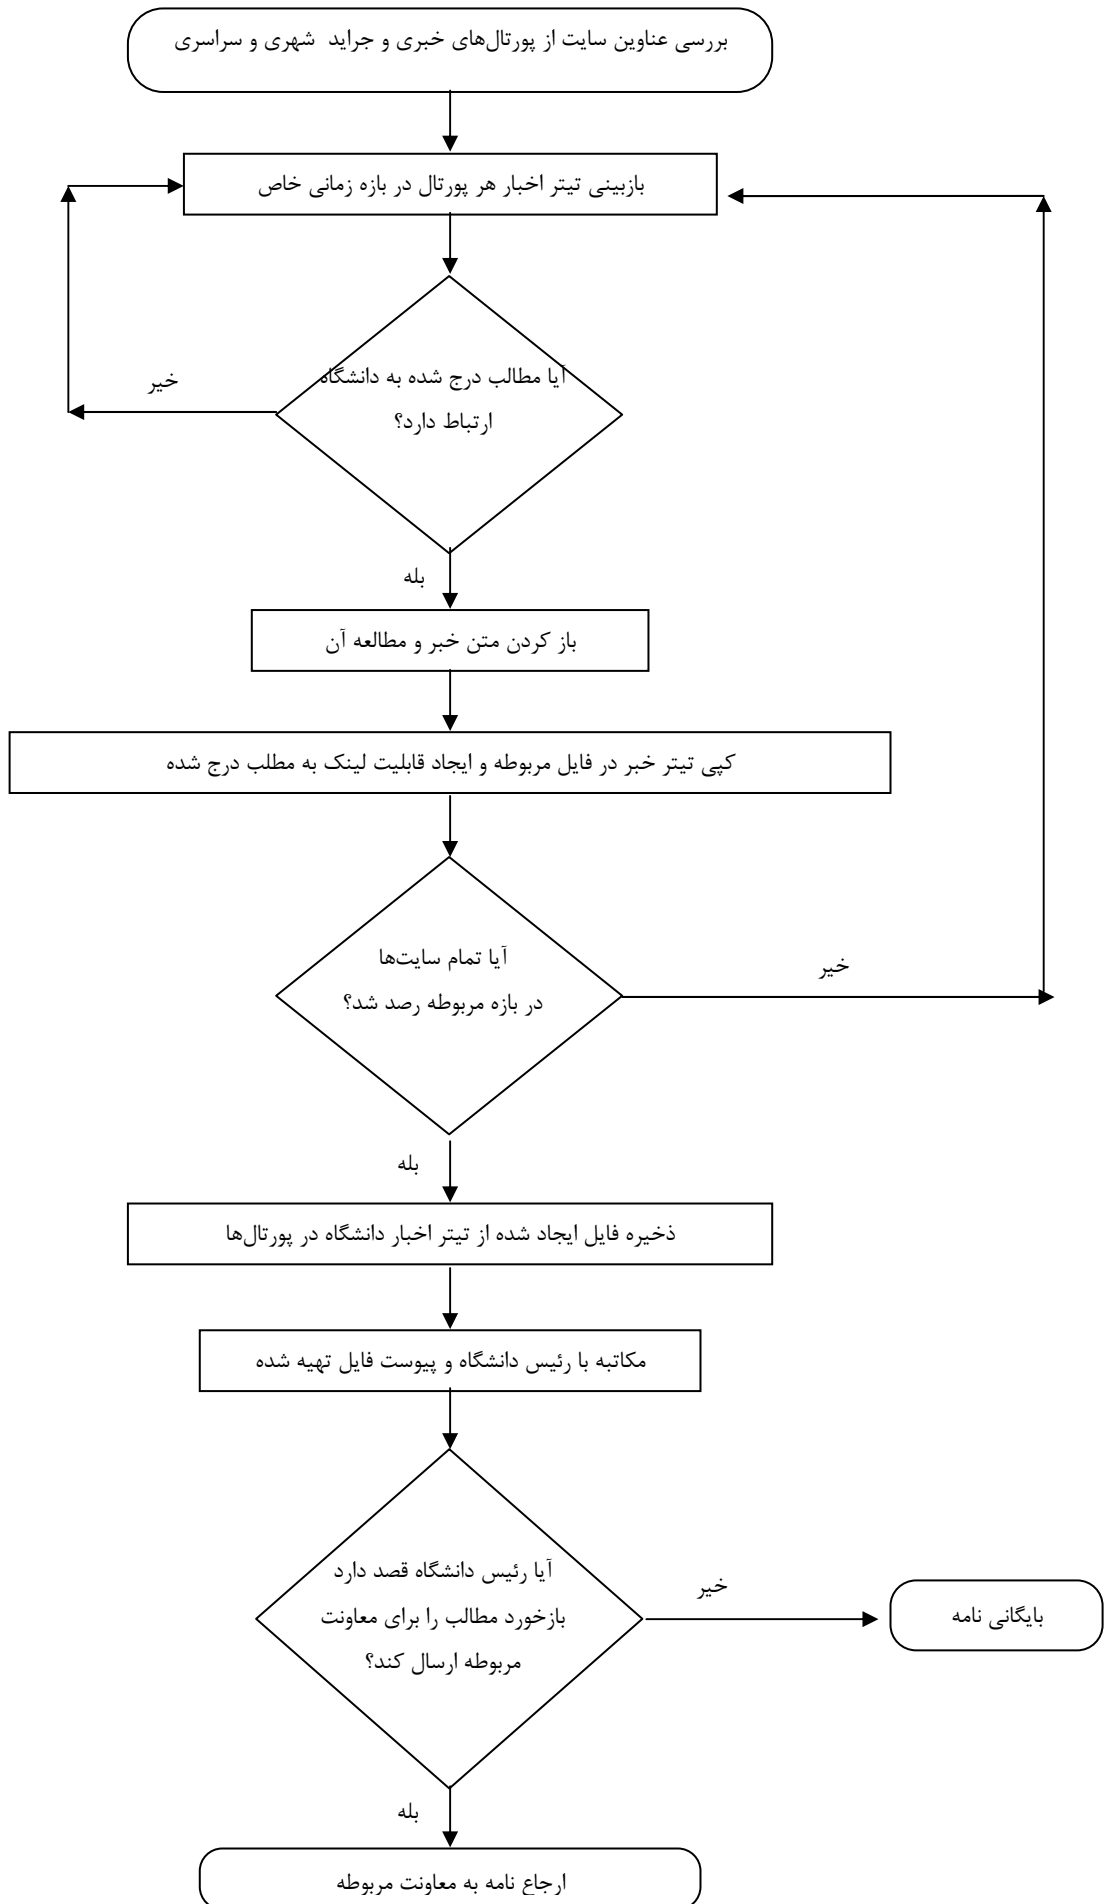 بررسی عناوین سایت از پورتال‌های خبری و جراید شهری و سراسری
بازبینی تیتر اخبار هر پورتال در بازه زمانی خاص
آیا مطالب درج شده به دانشگاه
ارتباط دارد؟
خیر
بله
باز کردن متن خبر و مطالعه آن
کپی تیتر خبر در فایل مربوطه و ایجاد قابلیت لینک به مطلب درج شده
آیا تمام سایت‌ها
در بازه مربوطه رصد شد؟
خیر
بله
ذخیره فایل ایجاد شده از تیتر اخبار دانشگاه در پورتال‌ها
مکاتبه با رئیس دانشگاه و پیوست فایل تهیه شده
آیا رئیس دانشگاه قصد دارد
بازخورد مطالب را برای معاونت
مربوطه ارسال کند؟
خیر
بایگانی نامه
بله
ارجاع نامه به معاونت مربوطه